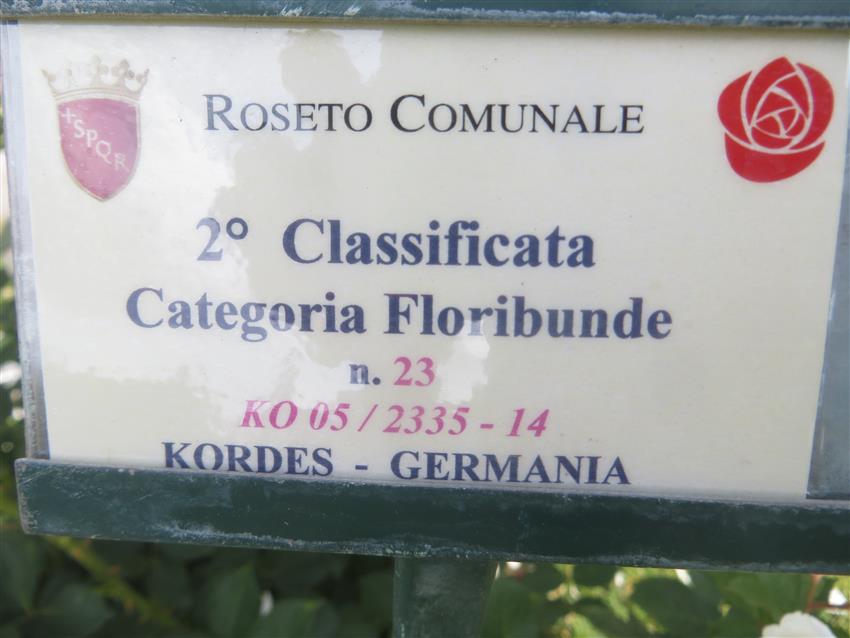 ROSETO COMUNALE
+SPQR
2° Classificata
Categoria Floribunde
n. 23
KO 05 / 2335 - 14
KORDES - GERMANIA